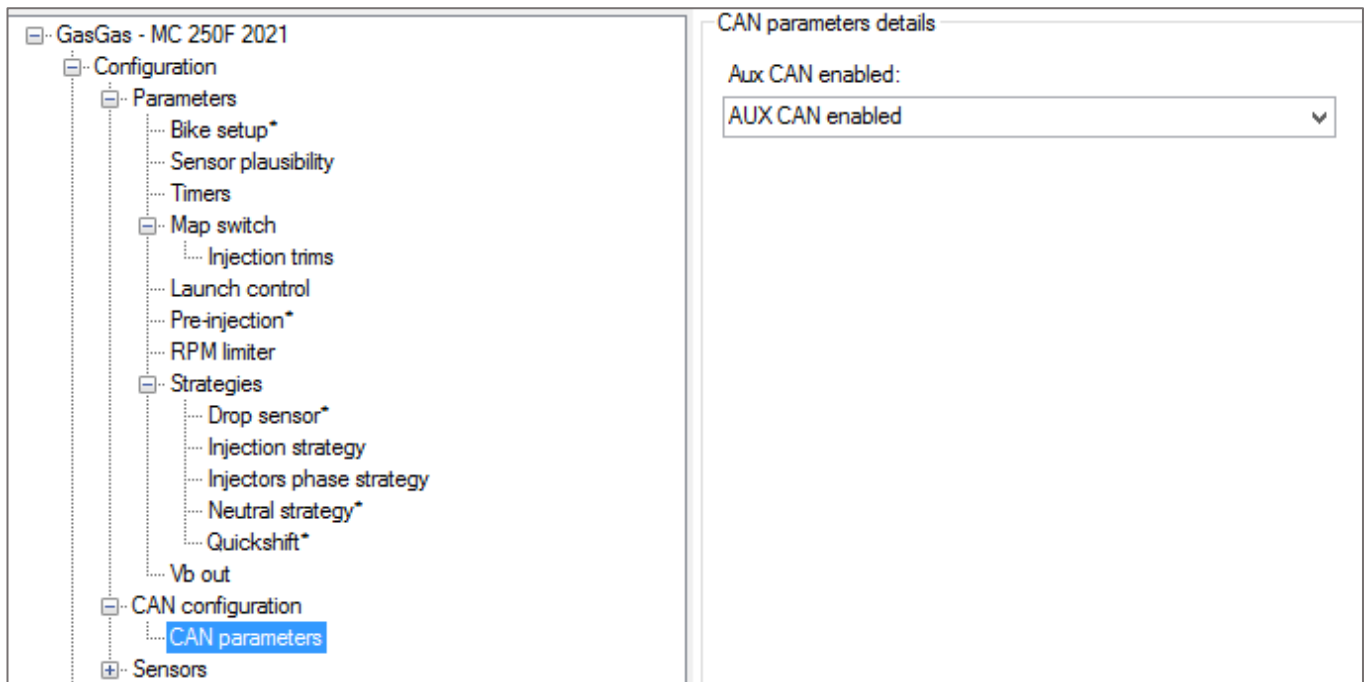 GasGas - MC 250F 2021
Configuration
Parameters
Bike setup*
Sensor plausibility
Timers
Map switch
Injection trims
Launch control
Pre-injection*
RPM limiter
Strategies
Drop sensor*
Injection strategy
Injectors phase strategy
Neutral strategy*
Quickshift*
Vb out
CAN configuration
CAN parameters
Sensors
CAN parameters details
Aux CAN enabled:
AUX CAN enabled